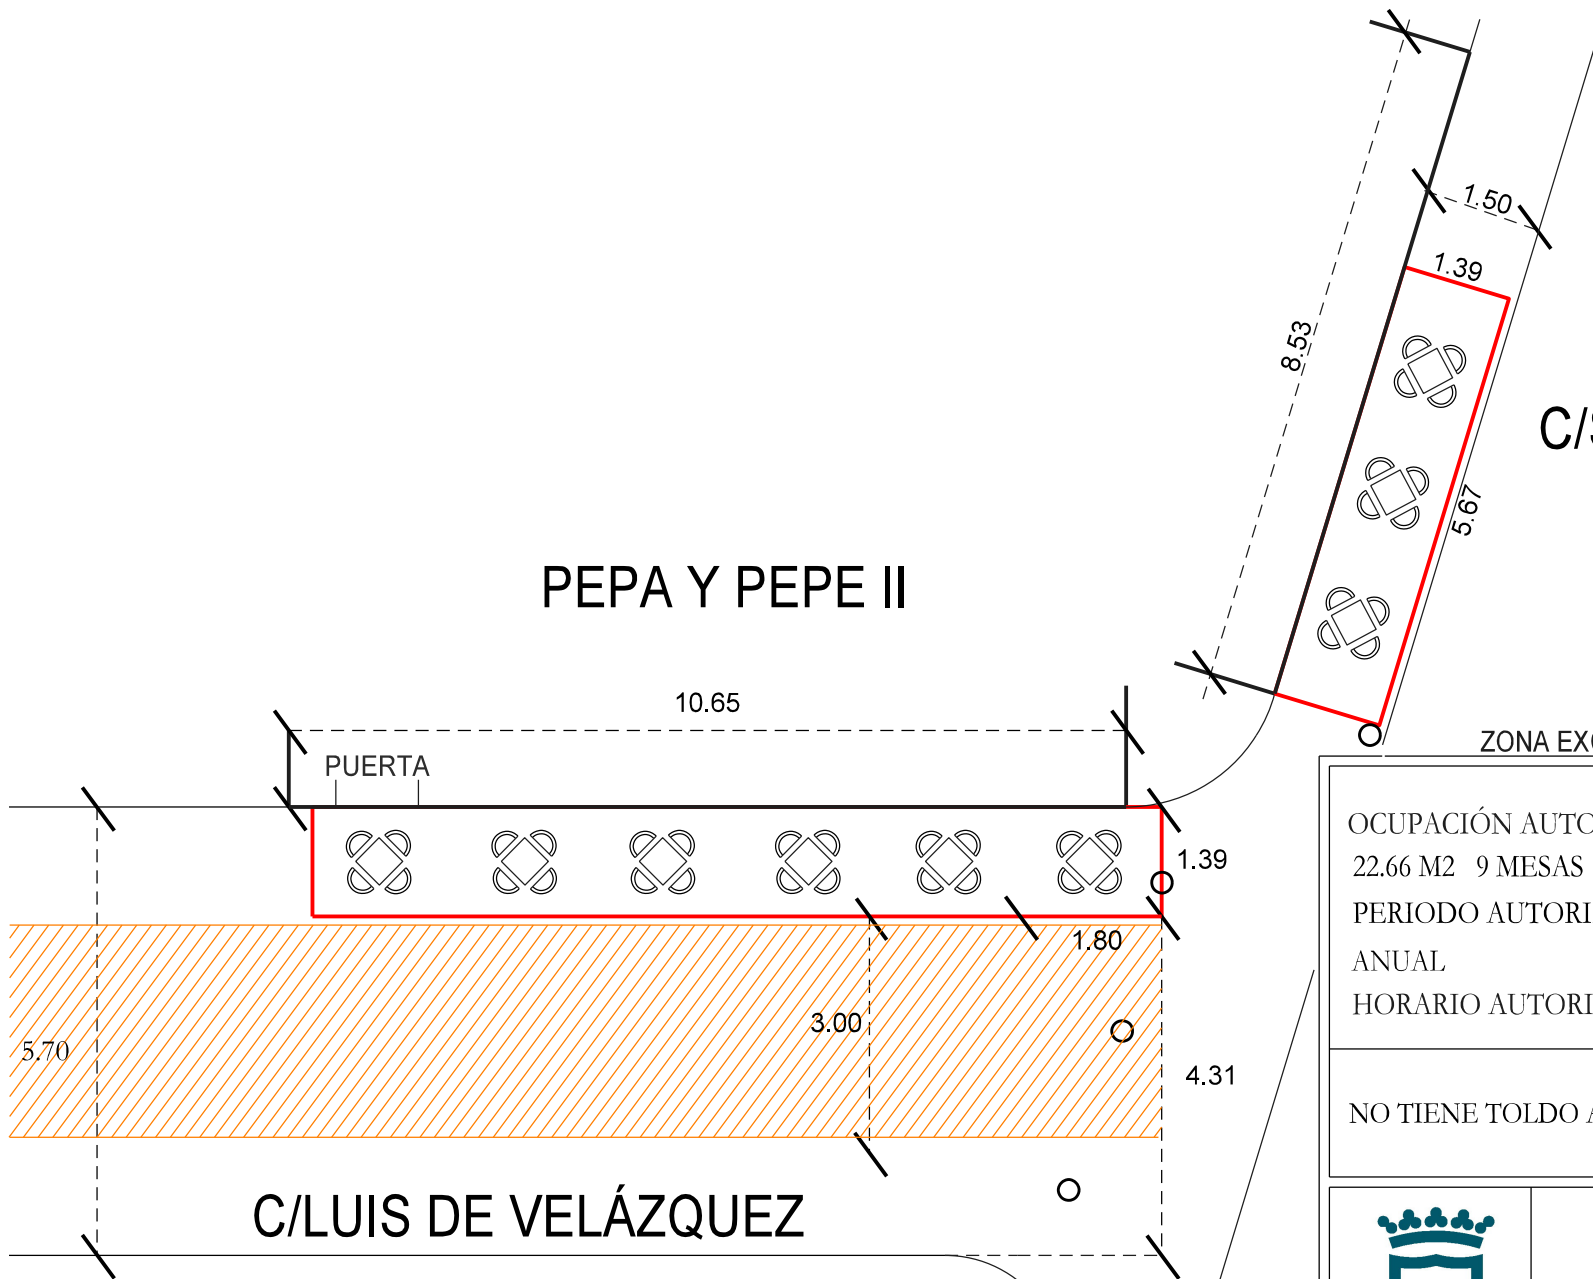 1.50
1.39
8.53
C/S
5.67
PEPA Y PEPE II
10.65
PUERTA
ZONA EXC
OCUPACIÓN AUTO
22.66 M2 9 MESAS
PERIODO AUTORI
ANUAL
HORARIO AUTORI
1.39
1.80
3.00
5.70
4.31
NO TIENE TOLDO A
C/LUIS DE VELÁZQUEZ